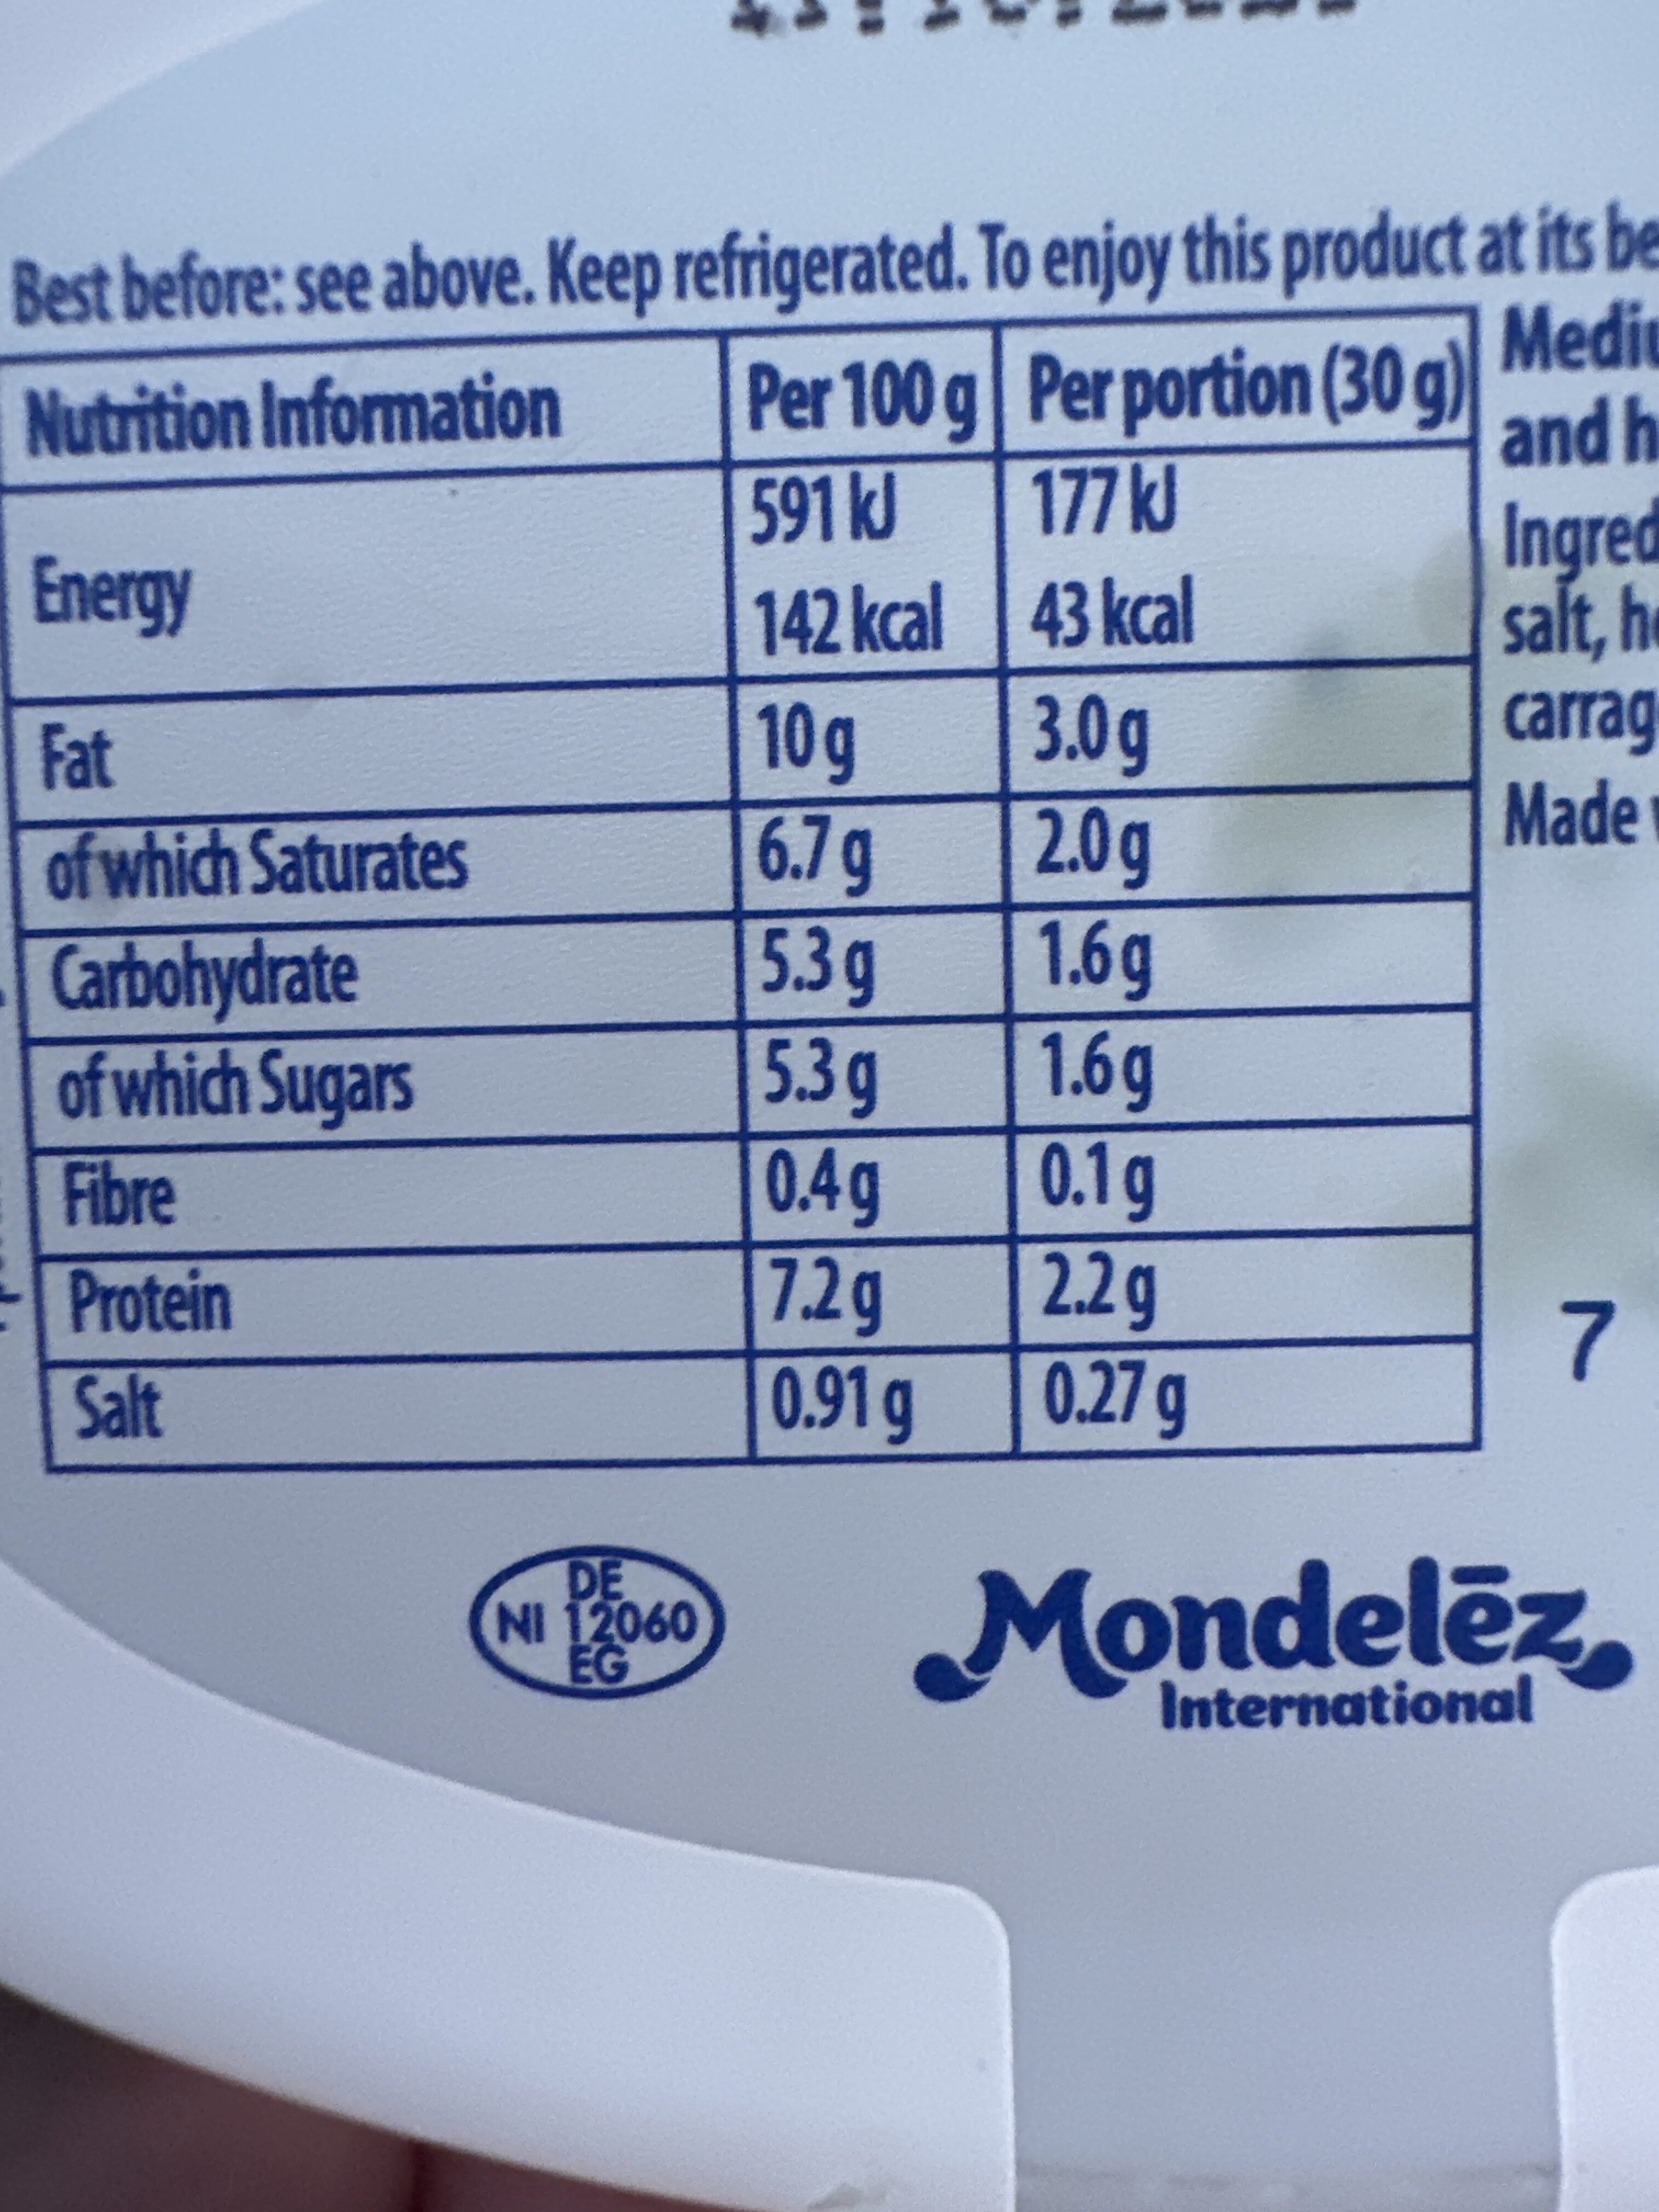 Best before: see above. Keep refrigerated. To enjoy this product at its
Nutrition Information Per 100 g Per portion (30 g)
Energy 591 kJ 177 kJ
142 kcal 43 kcal
Fat 10 g 3.0 g
of which Saturates 6.7 g 2.0 g
Carbohydrate 5.3 g 1.6 g
of which Sugars 5.3 g 1.6 g
Fibre 0.4 g 0.1 g
Protein 7.2 g 2.2 g
Salt 0.91 g 0.27 g
and
salt,
Made
7
DE
NI 12060
EG
Mondelēz
International